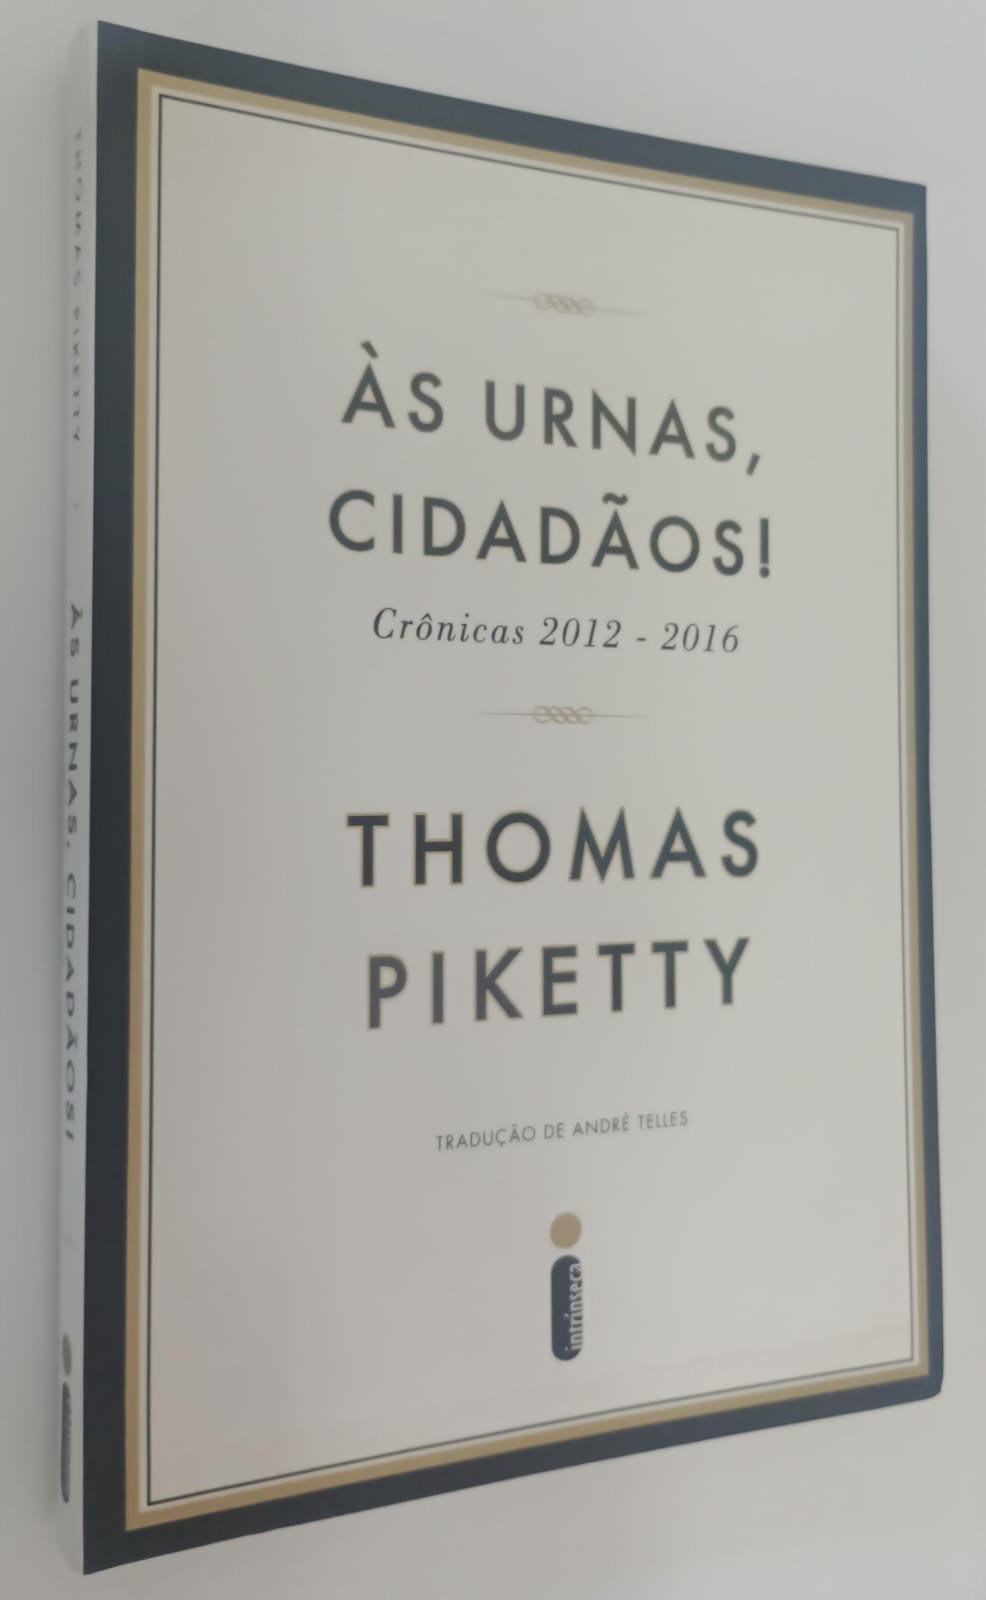 THOMAS PIKETTY
ÀS URNAS, CIDADÃOS!
ÀS URNAS,
CIDADÃOS!
Crônicas 2012 - 2016
THOMAS
PIKETTY
TRADUÇÃO DE ANDRÉ TELLES
intrínseca